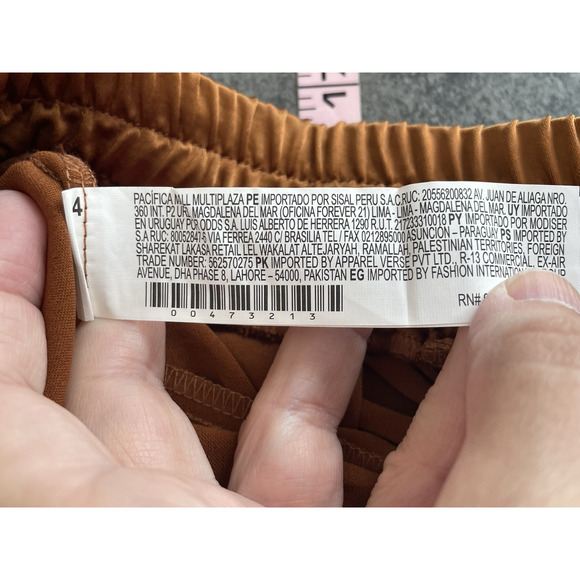 4
PACÍFICA MALL MULTIPLAZA PE IMPORTADO POR SISAL PERU S.A.C.RUC: 20556200832 AV. JUAN DE ALIAGA NRO.
360 INT. P2 URB. MAGDALENA DEL MAR (OFICINA FOREVER 21) LIMA - LIMA - MAGDALENA DEL MAR. UY IMPORTADO
EN URUGUAY POR:ODDS S.A. LUIS ALBERTO DE HERRERA 1290 R.U.T. 217233310018 PY IMPORTADO POR MODISER
S.A RUC: 80052847-6 VIA FERREA 2440 C/ BRASILIA TEL / FAX 0212895000 ASUNCION - PARAGUAY PS IMPORTED BY
SHAREKAT LAKASA RETAIL LEL WAKALAT ALTEJARYAH, RAMALLAH, PALESTINIAN TERRITORIES. FOREIGN
TRADE NUMBER: 562570275 PK IMPORTED BY APPAREL VERSE PVT LTD., R-13 COMMERCIAL EX-AIR
AVENUE, DHA PHASE 8, LAHORE - 54000, PAKISTAN EG IMPORTED BY FASHION INTERNATIONAL GROUP
RN#
00473213
1